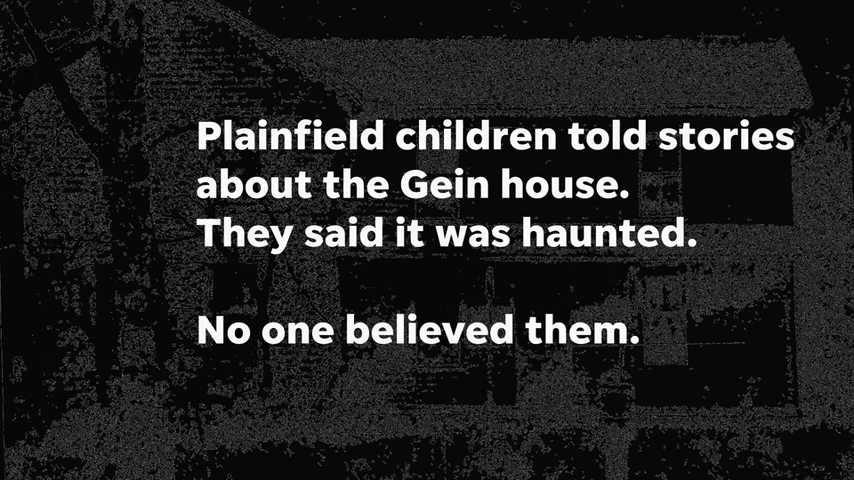 Plainfield children told stories
about the Gein house.
They said it was haunted.
No one believed them.